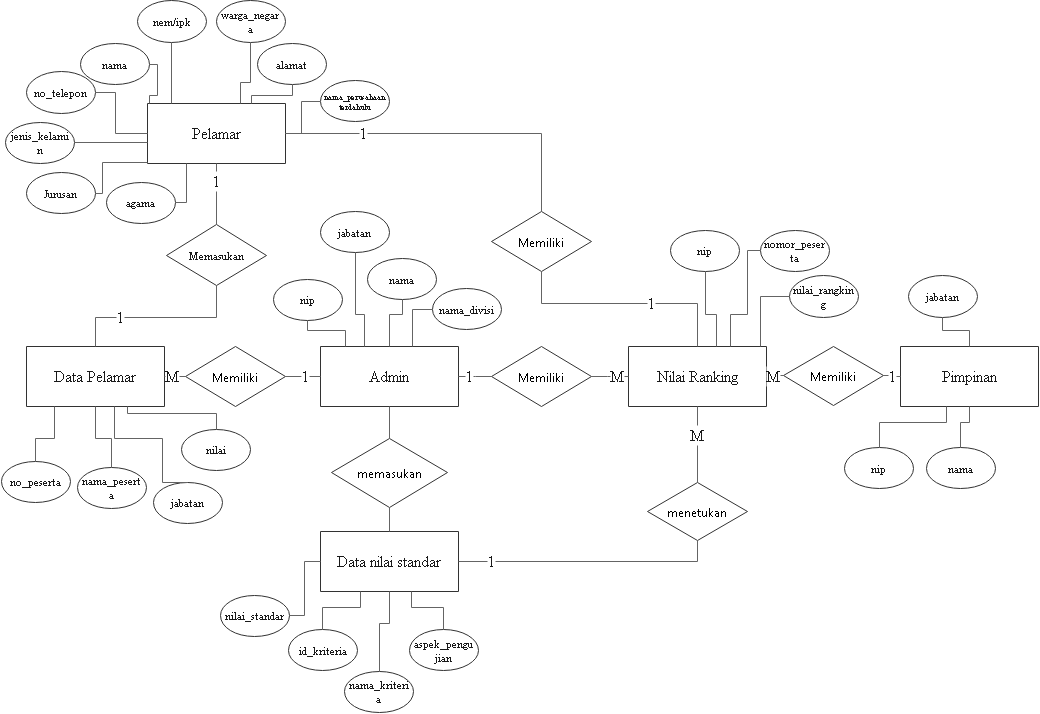 nem/ipk
warga_negar
a
nama
alamat
no_telepon
nama_perusahaan
terdahulu
Pelamar
1
jenis_kelami
n
Jurusan
agama
1
jabatan
Memasukan
Memiliki
nip
nomor_peser
ta
nama
nip
nilai_rangkin
g
jabatan
nama_divisi
1
1
Data Pelamar
M
Memiliki
1
Admin
1
Memiliki
M
Nilai Ranking
M
Memiliki
1
Pimpinan
nilai
M
no_peserta
nama_pesert
a
jabatan
memasukan
nip
nama
menetukan
Data nilai standar
1
nilai_standar
id_kriteria
aspek_pengu
jian
nama_kriteri
a